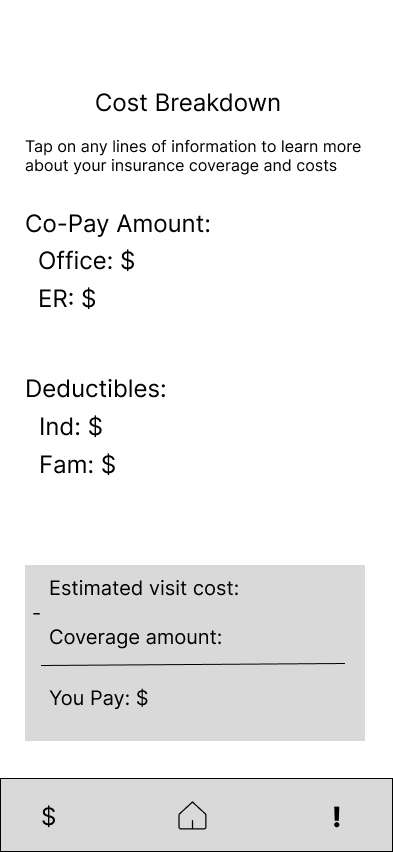 Cost Breakdown
Tap on any lines of information to learn more
about your insurance coverage and costs
Co-Pay Amount:
Office: $
ER: $
Deductibles:
Ind: $
Fam: $
Estimated visit cost:
-
Coverage amount:
You Pay: $
$ !